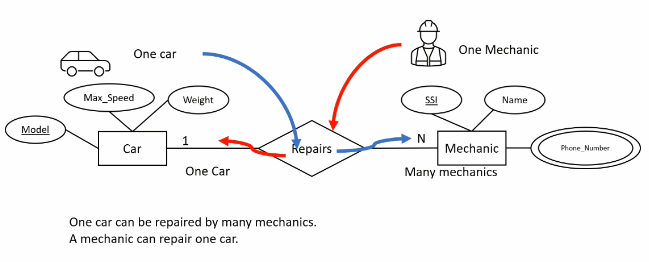 One car
One Mechanic
Max_Speed
Weight
SSI
Name
Model
Car
1
Repairs
N
Mechanic
Phone_Number
One Car
Many mechanics
One car can be repaired by many mechanics.
A mechanic can repair one car.